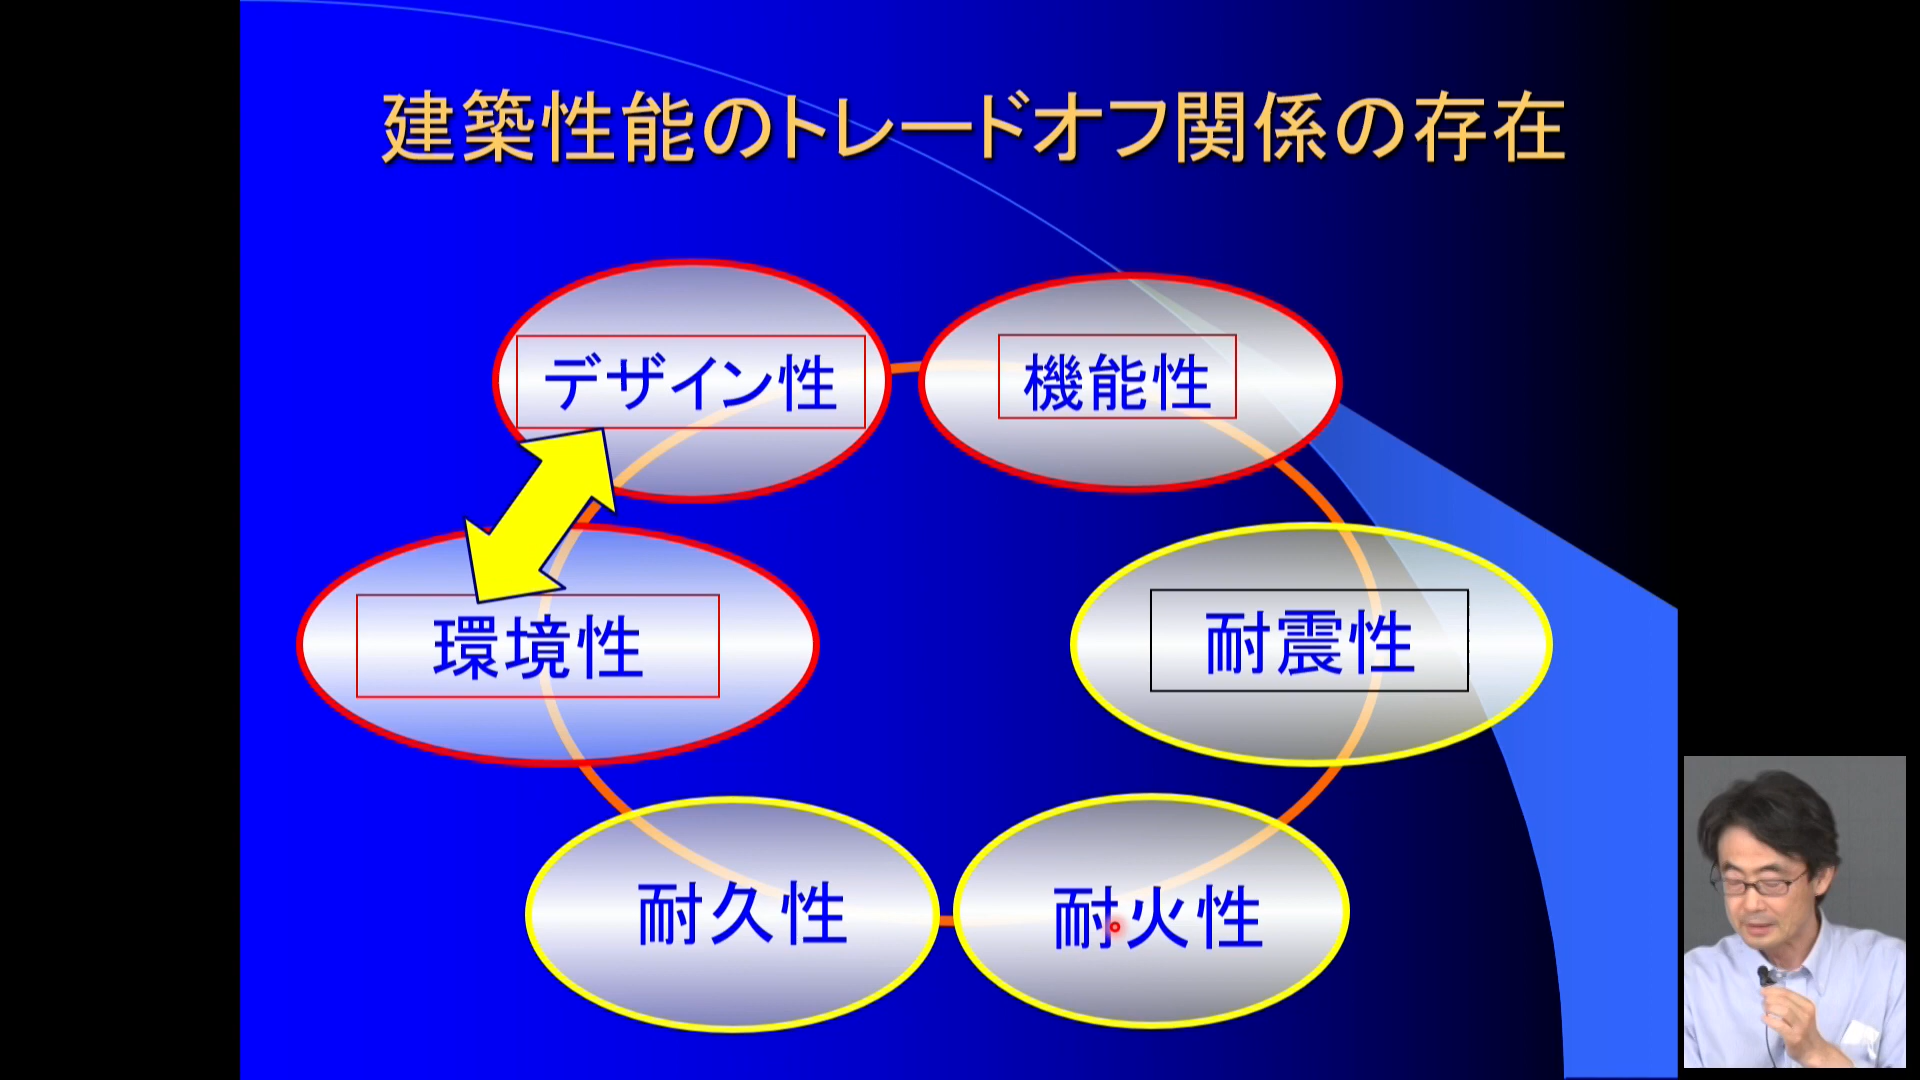 建築性能のトレードオフ関係の存在
デザイン性
機能性
環境性
耐震性
耐久性
耐火性